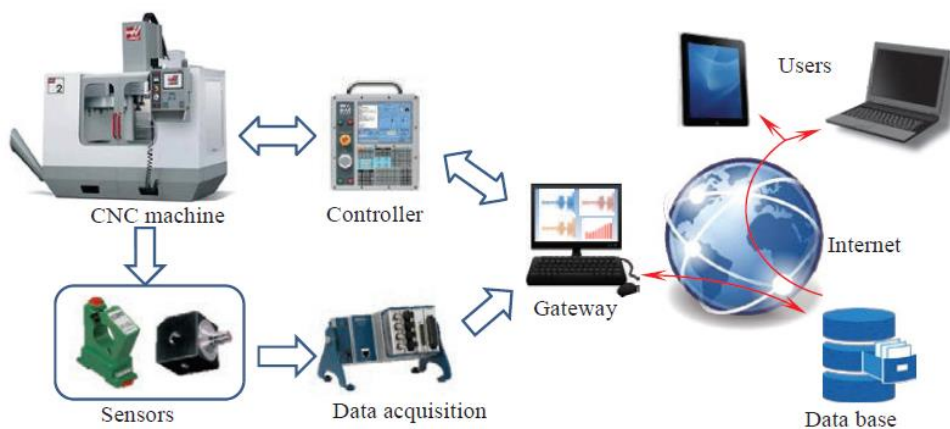 Users
CNC machine
Controller
Internet
Gateway
Sensors
Data acquisition
Data base